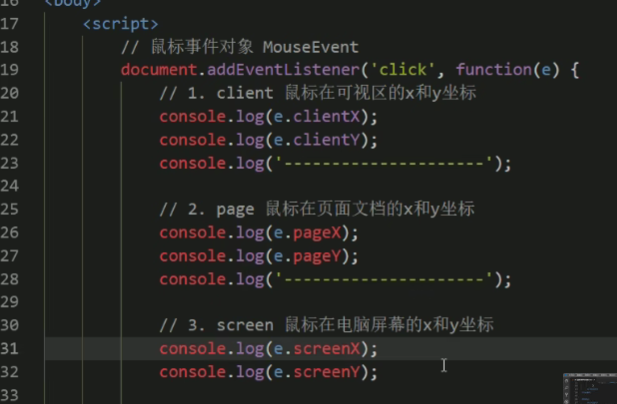 16 <body>
17 <script>
18 // 鼠标事件对象 MouseEvent
19 document.addEventListener('click', function(e) {
20 // 1. client 鼠标在可视区的x和y坐标
21 console.log(e.clientX);
22 console.log(e.clientY);
23 console.log('---------------------');
24
25 // 2. page 鼠标在页面文档的x和y坐标
26 console.log(e.pageX);
27 console.log(e.pageY);
28 console.log('---------------------');
29
30 // 3. screen 鼠标在电脑屏幕的x和y坐标
31 console.log(e.screenX);
32 console.log(e.screenY);
33